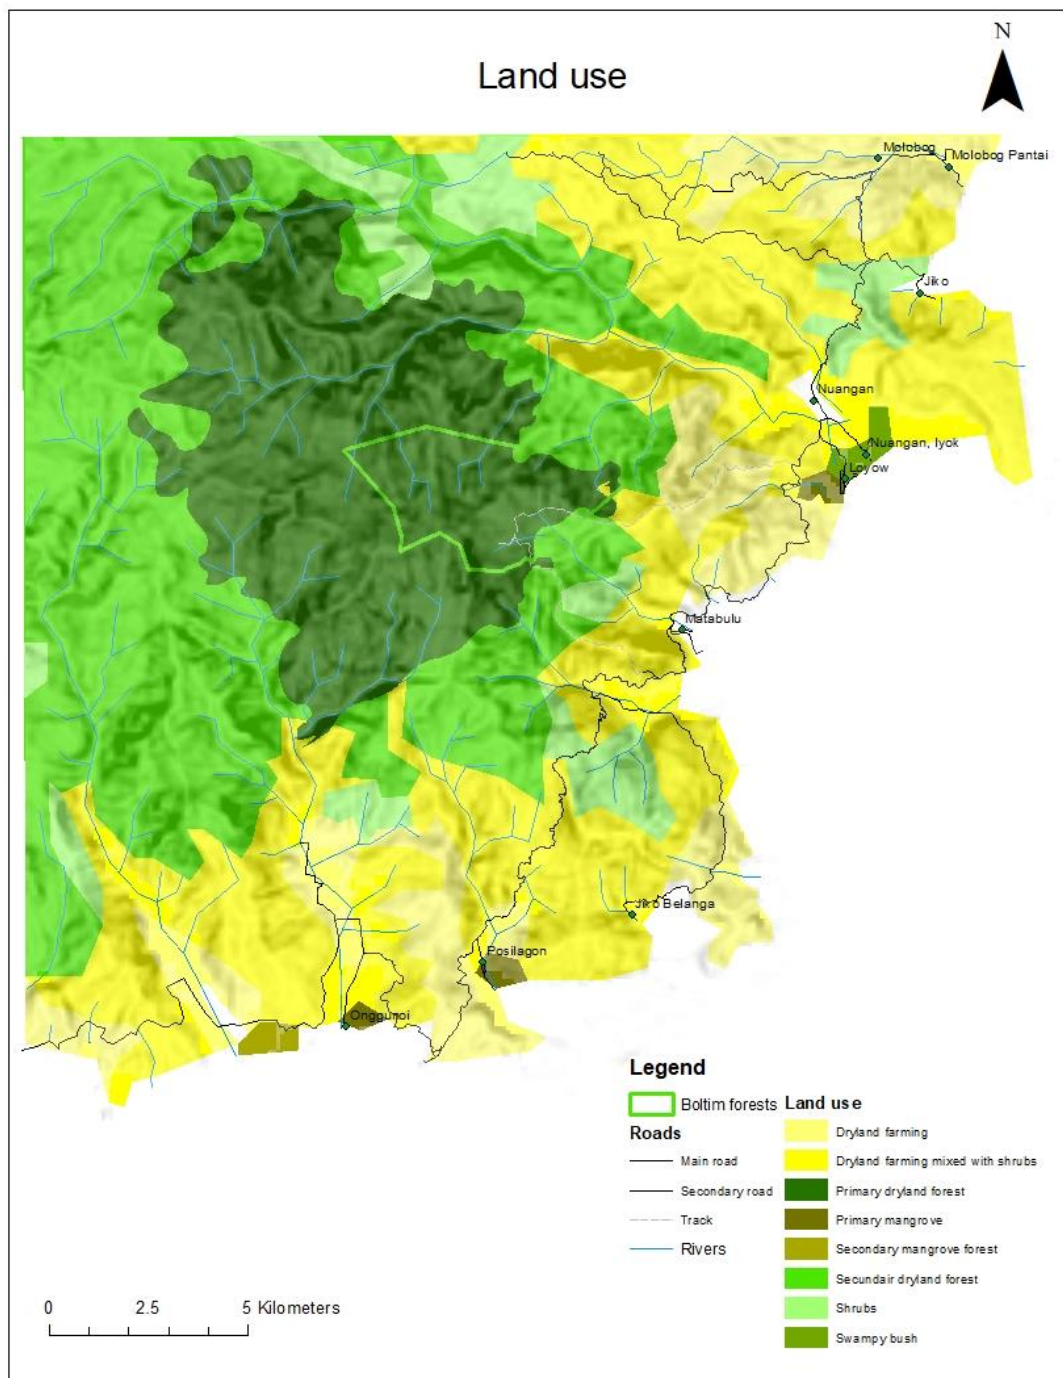 N
Land use
Molobog
Molobog Pantai
Jiko
Nuangan
Nuangan, Iyok
Loyow
Matabulu
Jiko Belanga
Posilagon
Onggunoi
Legend
Boltim forests
Roads
Main road
Secondary road
Track
Rivers
Land use
Dryland farming
Dryland farming mixed with shrubs
Primary dryland forest
Primary mangrove
Secondary mangrove forest
Secundair dryland forest
Shrubs
Swampy bush
0 2.5 5 Kilometers